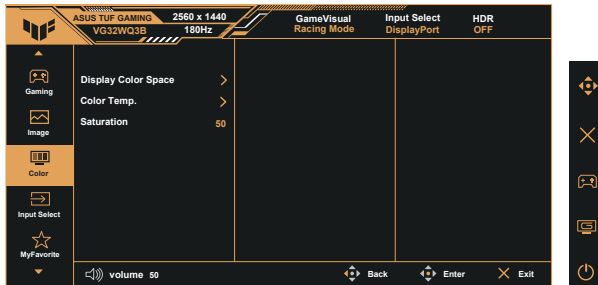 ASUS TUF GAMING 2560 x 1440 GameVisual Input Select HDR
VG32WQ3B 180Hz Racing Mode DisplayPort OFF
Gaming
Display Color Space
Color Temp.
Saturation 50
Image
Color
Input Select
MyFavorite
volume 50 Back Enter Exit